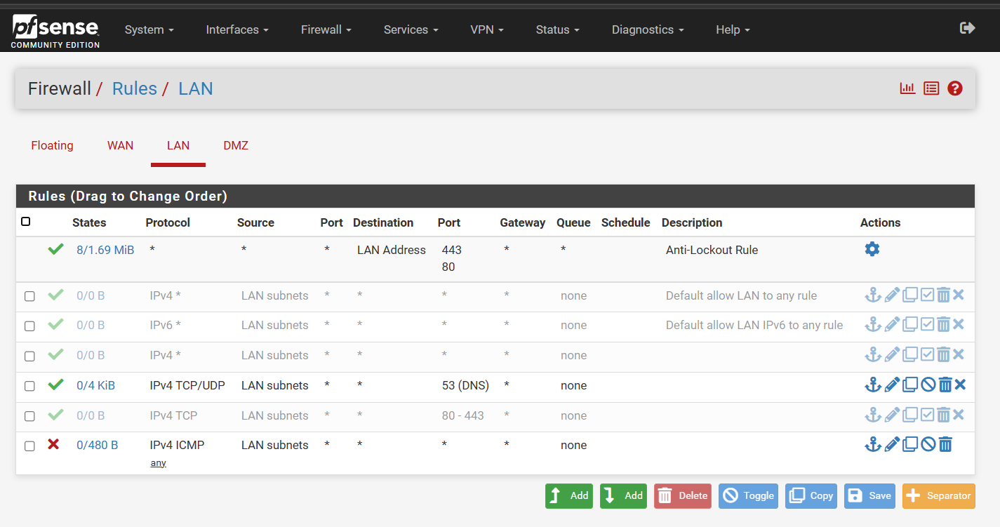 pfsense System Interfaces Firewall Services VPN Status Diagnostics Help
COMMUNITY EDITION
Firewall / Rules / LAN
Floating WAN LAN DMZ
Rules (Drag to Change Order)
States Protocol Source Port Destination Port Gateway Queue Schedule Description Actions
8/1.69 MiB * * * LAN Address 443 * * Anti-Lockout Rule
80
0/0 B IPv4 * LAN subnets * * * * none Default allow LAN to any rule
0/0 B IPv6 * LAN subnets * * * * none Default allow LAN IPv6 to any rule
0/0 B IPv4 * LAN subnets * * * * none
0/4 KiB IPv4 TCP/UDP LAN subnets * * 53 (DNS) * none
0/0 B IPv4 TCP LAN subnets * * 80 - 443 * none
0/480 B IPv4 ICMP LAN subnets * * * * none
any
Add Add Delete Toggle Copy Save Separator